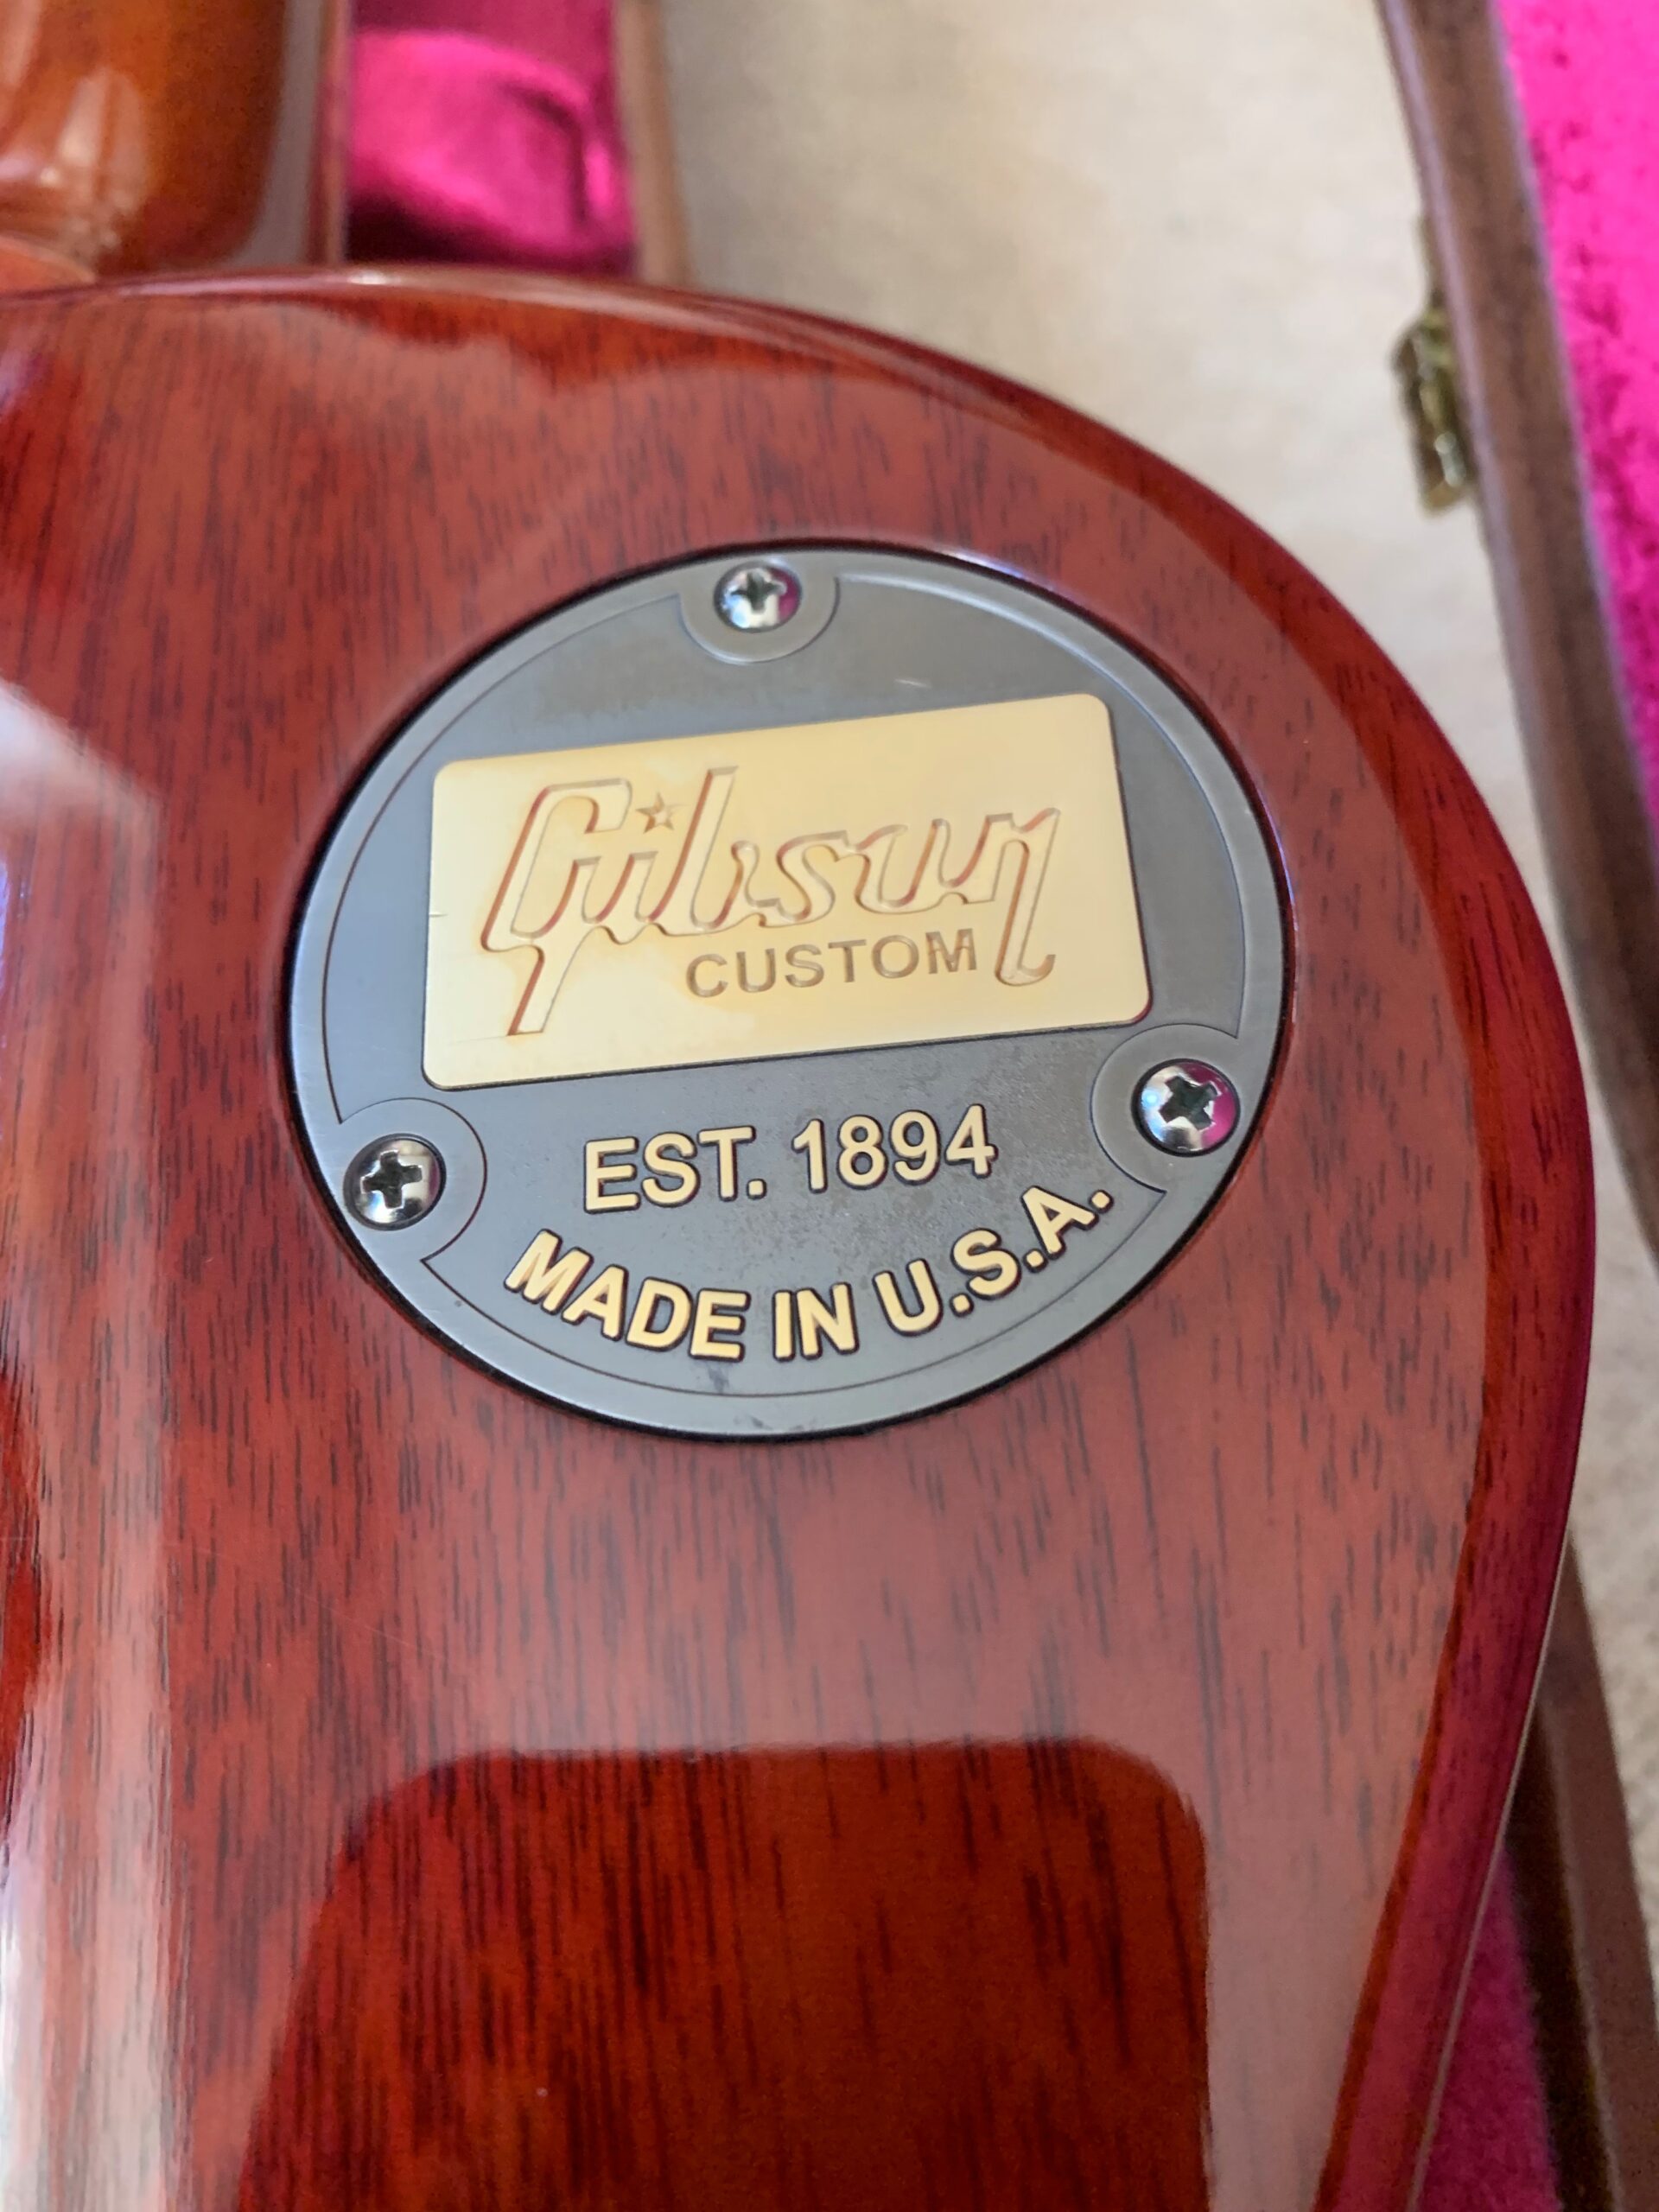 Gibson
CUSTOM
EST. 1894
MADE IN U.S.A.